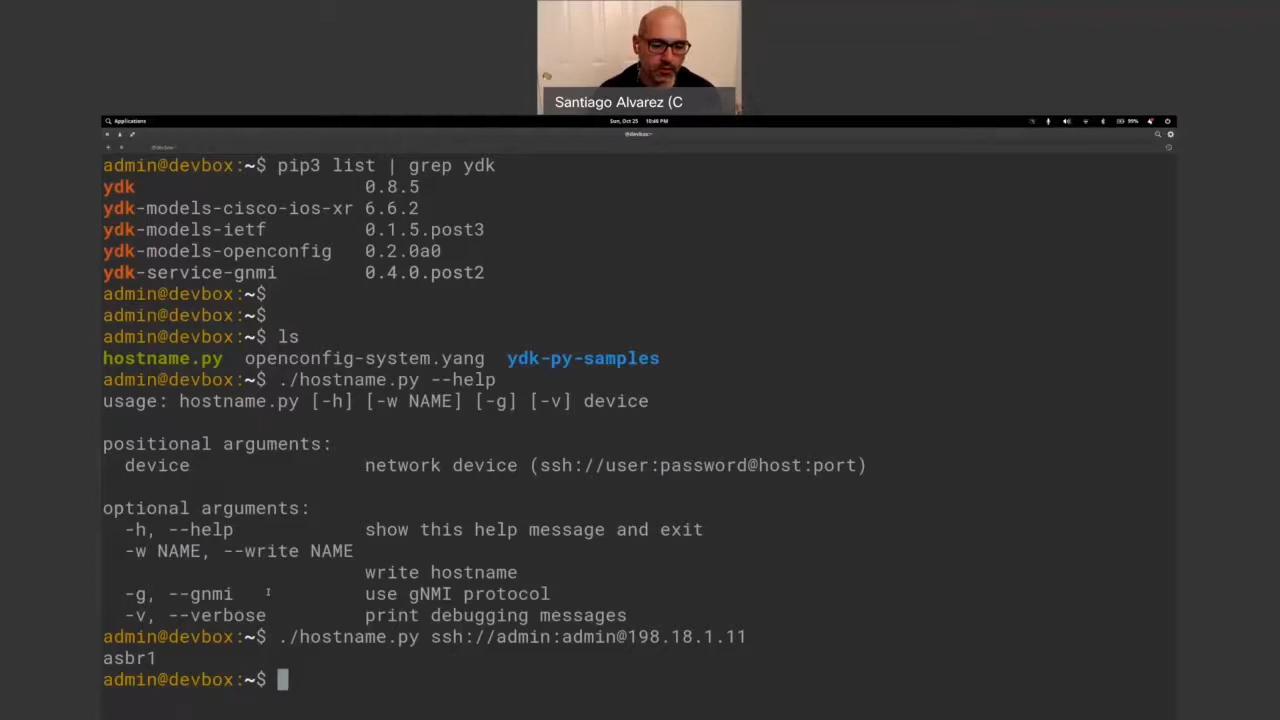 Santiago Alvarez (C
Applications
Sun, Oct 25 10:46 PM
99%
@devbox:~
@devbox:~
admin@devbox:~$ pip3 list | grep ydk
ydk 0.8.5
ydk-models-cisco-ios-xr 6.6.2
ydk-models-ietf 0.1.5.post3
ydk-models-openconfig 0.2.0a0
ydk-service-gnmi 0.4.0.post2
admin@devbox:~$
admin@devbox:~$
admin@devbox:~$ ls
hostname.py openconfig-system.yang ydk-py-samples
admin@devbox:~$ ./hostname.py --help
usage: hostname.py [-h] [-w NAME] [-g] [-v] device
positional arguments:
device network device (ssh://user:password@host:port)
optional arguments:
-h, --help show this help message and exit
-w NAME, --write NAME
write hostname
-g, --gnmi use gNMI protocol
-v, --verbose print debugging messages
admin@devbox:~$ ./hostname.py ssh://admin:admin@198.18.1.11
asbr1
admin@devbox:~$